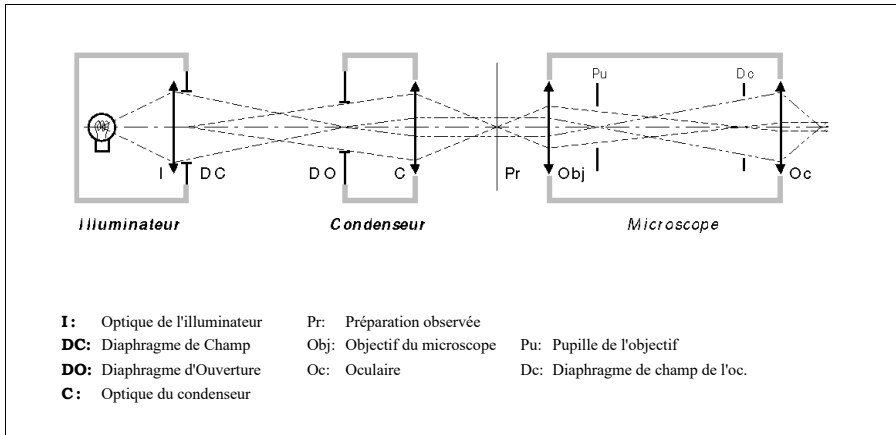 Pu Dc
I DC DO C Pr Obj Oc
Illuminateur Condenseur Microscope
I : Optique de l'illuminateur Pr: Préparation observée
DC: Diaphragme de Champ Obj: Objectif du microscope Pu: Pupille de l'objectif
DO: Diaphragme d'Ouverture Oc: Oculaire Dc: Diaphragme de champ de l'oc.
C : Optique du condenseur